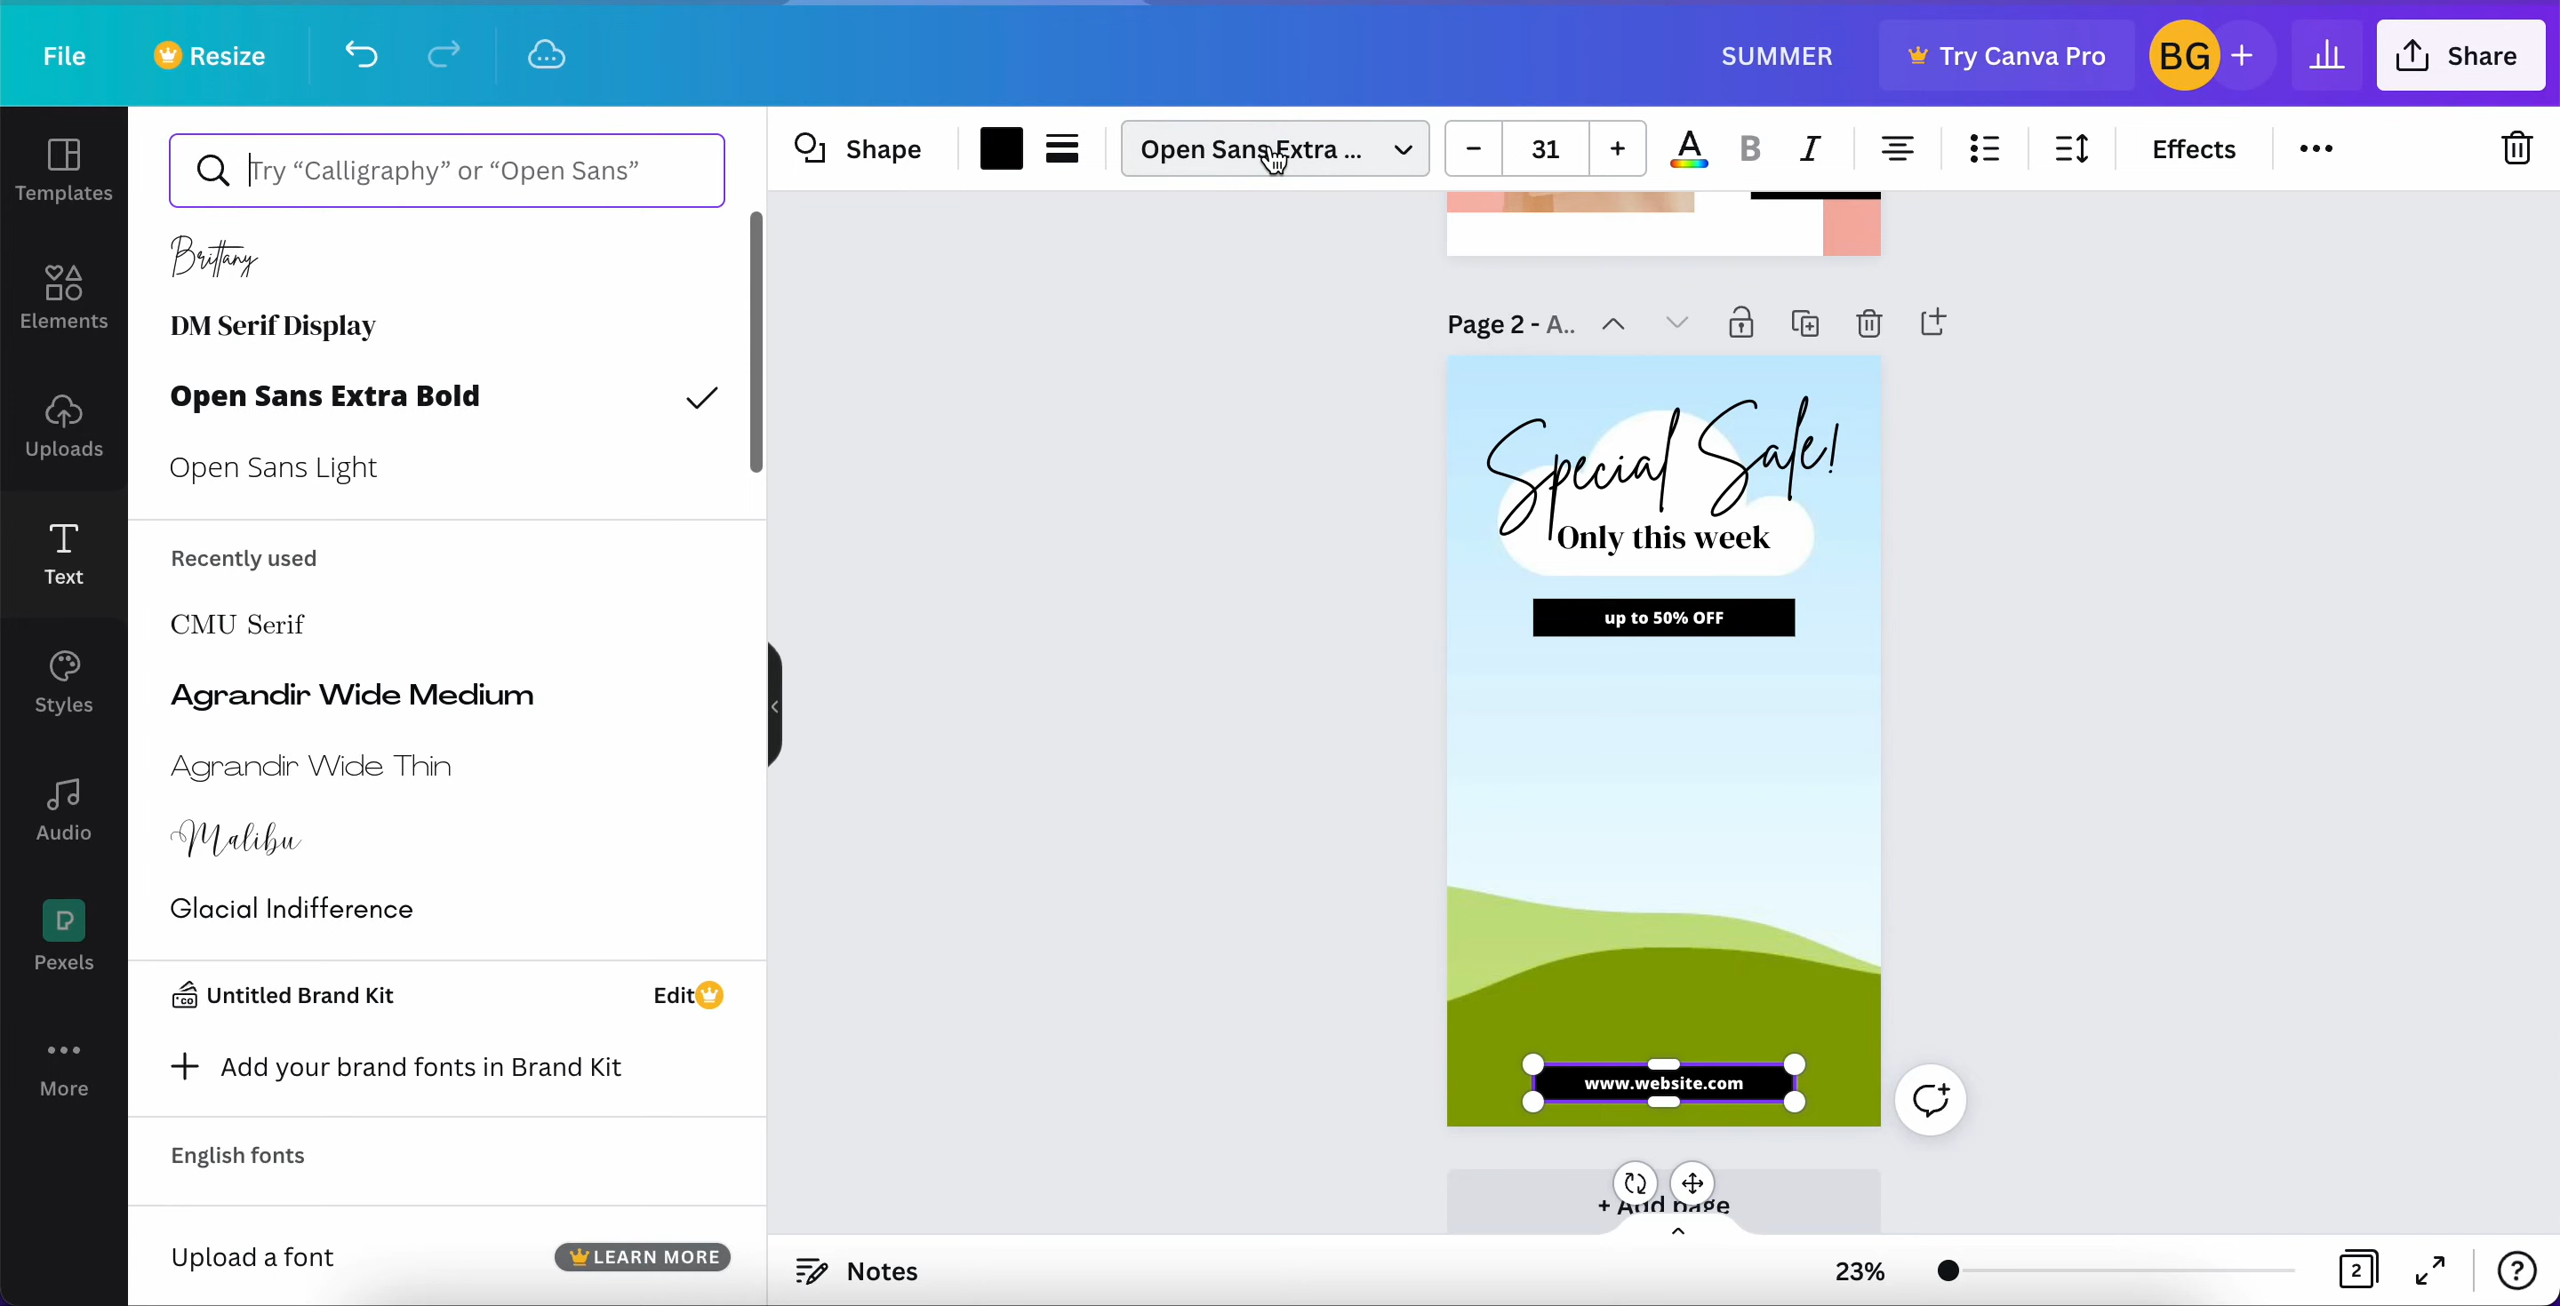 File
Resize
SUMMER
Try Canva Pro
BG
Share
Templates
Elements
Uploads
Text
Styles
Audio
Pexels
More
Try “Calligraphy” or “Open Sans”
Brittany
DM Serif Display
Open Sans Extra Bold
Open Sans Light
Recently used
CMU Serif
Agrandir Wide Medium
Agrandir Wide Thin
Malibu
Glacial Indifference
CO Untitled Brand Kit Edit
Add your brand fonts in Brand Kit
English fonts
Upload a font
LEARN MORE
Shape
Open Sans Extra ...
- 31 +
A B I
Effects
Page 2 - A..
Special Sale!
Only this week
up to 50% OFF
www.website.com
+ Add page
Notes
23%
2
?